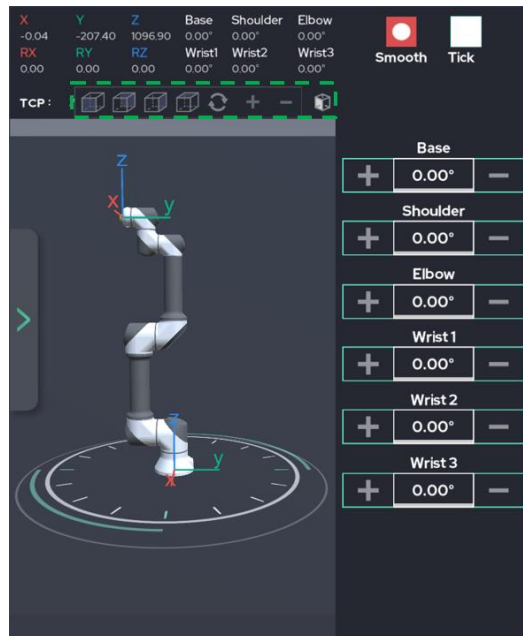 X Y Z Base Shoulder Elbow
-0.04 -207.40 1096.90 0.00° 0.00° 0.00°
RX RY RZ Wrist1 Wrist2 Wrist3
0.00 0.00 0.00 0.00° 0.00° 0.00°
Smooth Tick
TCP :
Base
0.00°
Shoulder
0.00°
Elbow
0.00°
Wrist 1
0.00°
Wrist 2
0.00°
Wrist 3
0.00°
Z
X y
Z
y
X